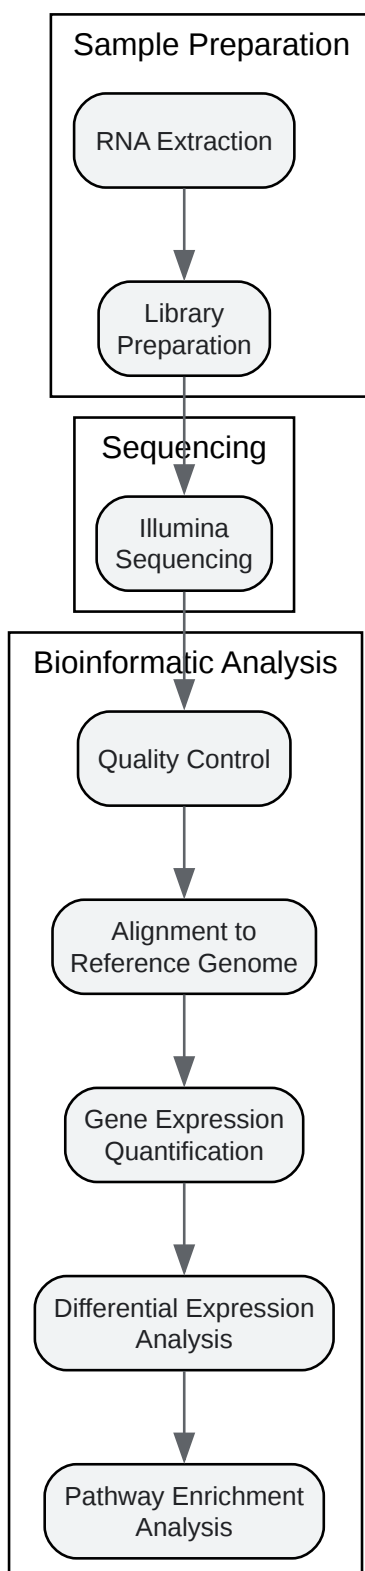 Sample Preparation
RNA Extraction
Library
Preparation
Sequencing
Illumina
Sequencing
Bioinformatic Analysis
Quality Control
Alignment to
Reference Genome
Gene Expression
Quantification
Differential Expression
Analysis
Pathway Enrichment
Analysis